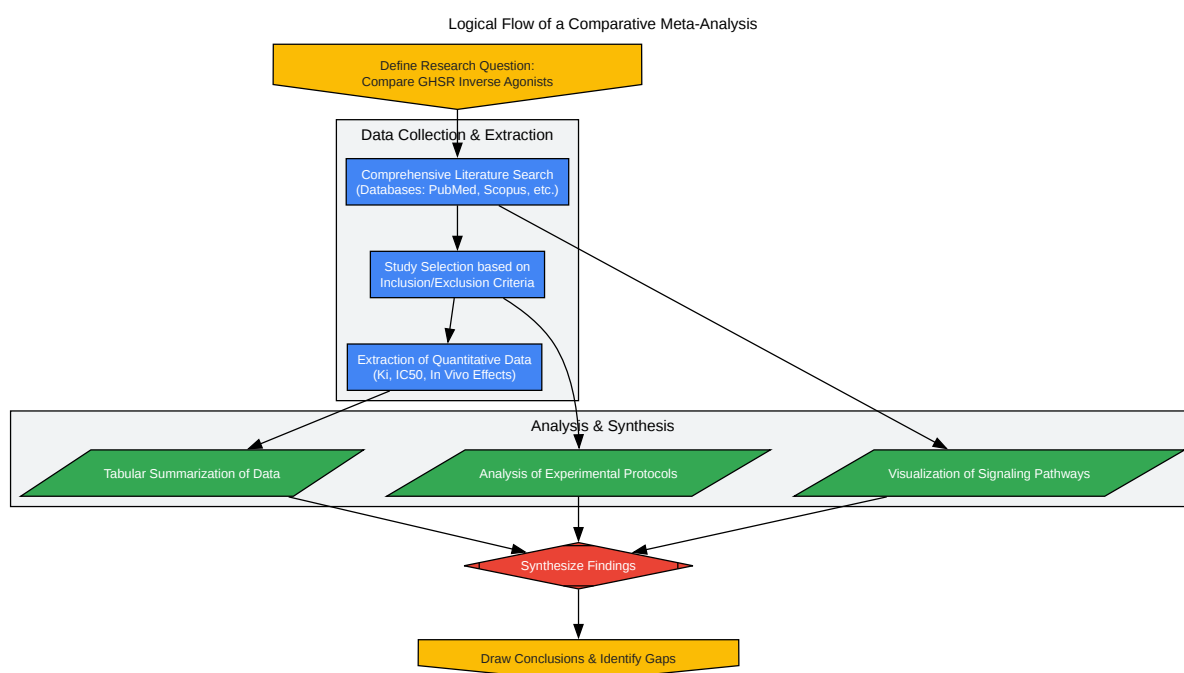 Logical Flow of a Comparative Meta-Analysis
Define Research Question:
Compare GHSR Inverse Agonists
Data Collection & Extraction
Comprehensive Literature Search
(Databases: PubMed, Scopus, etc.)
Study Selection based on
Inclusion/Exclusion Criteria
Extraction of Quantitative Data
(Ki, IC50, In Vivo Effects)
Analysis & Synthesis
Tabular Summarization of Data
Analysis of Experimental Protocols
Visualization of Signaling Pathways
Synthesize Findings
Draw Conclusions & Identify Gaps